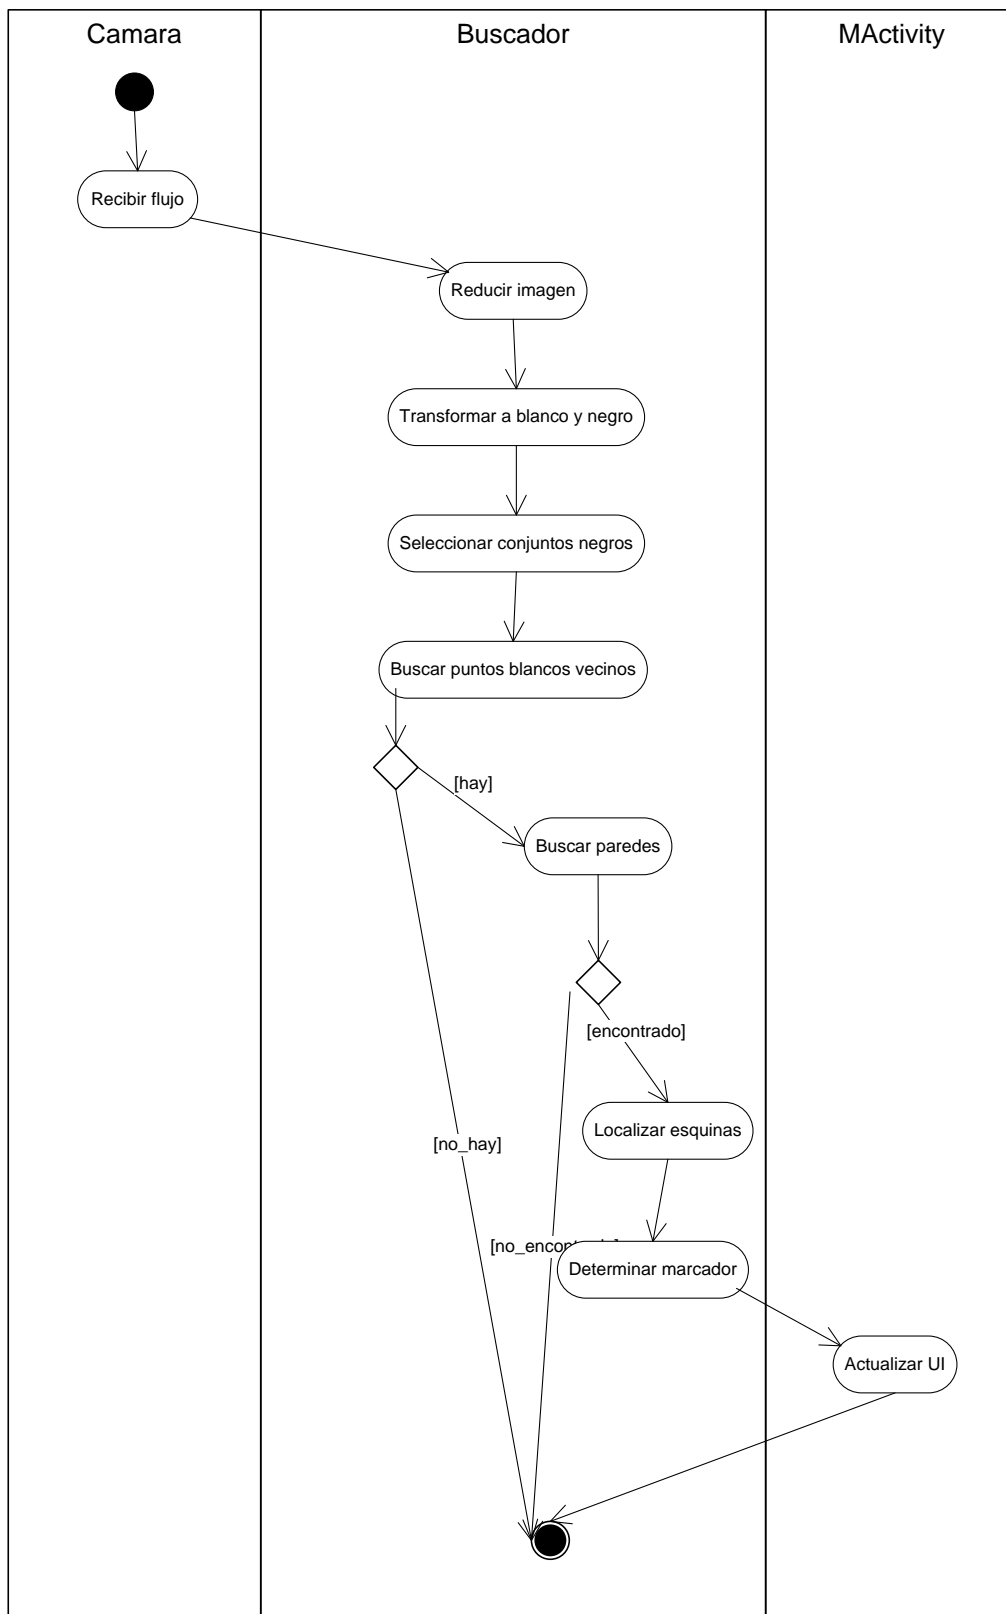 Camara
Buscador
MActivity
Recibir flujo
Reducir imagen
Transformar a blanco y negro
Seleccionar conjuntos negros
Buscar puntos blancos vecinos
[hay]
Buscar paredes
[encontrado]
Localizar esquinas
[no_hay]
Determinar marcador
Actualizar UI